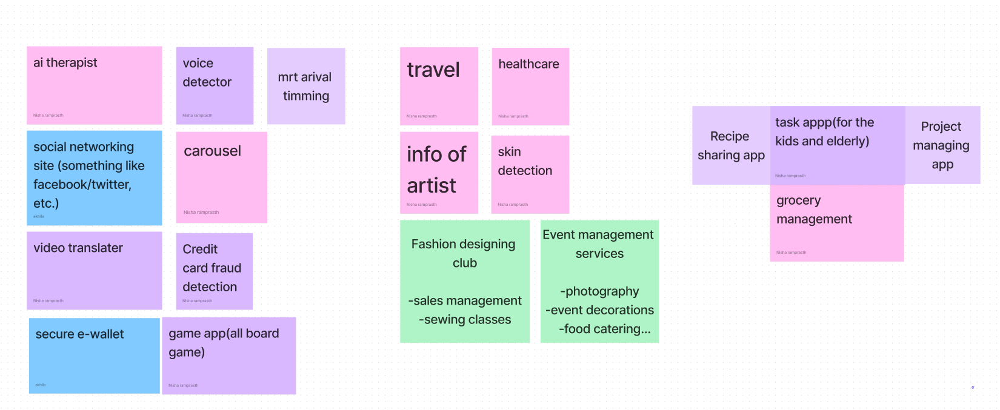 ai therapist
Nisha ramprasth
voice
detector
Nisha ramprasth
mrt arival
timming
social networking
site (something like
facebook/twitter,
etc.)
akhila
carousel
Nisha ramprasth
video translater
Nisha ramprasth
Credit
card fraud
detection
Nisha ramprasth
secure e-wallet
akhila
game app(all board
game)
Nisha ramprasth
travel
Nisha ramprasth
healthcare
Nisha ramprasth
info of
artist
Nisha ramprasth
skin
detection
Nisha ramprasth
Fashion designing
club
-sales management
-sewing classes
Event management
services
-photography
-event decorations
-food catering...
Recipe
sharing app
task appp(for the
kids and elderly)
Nisha ramprasth
Project
managing
app
grocery
management
Nisha ramprasth